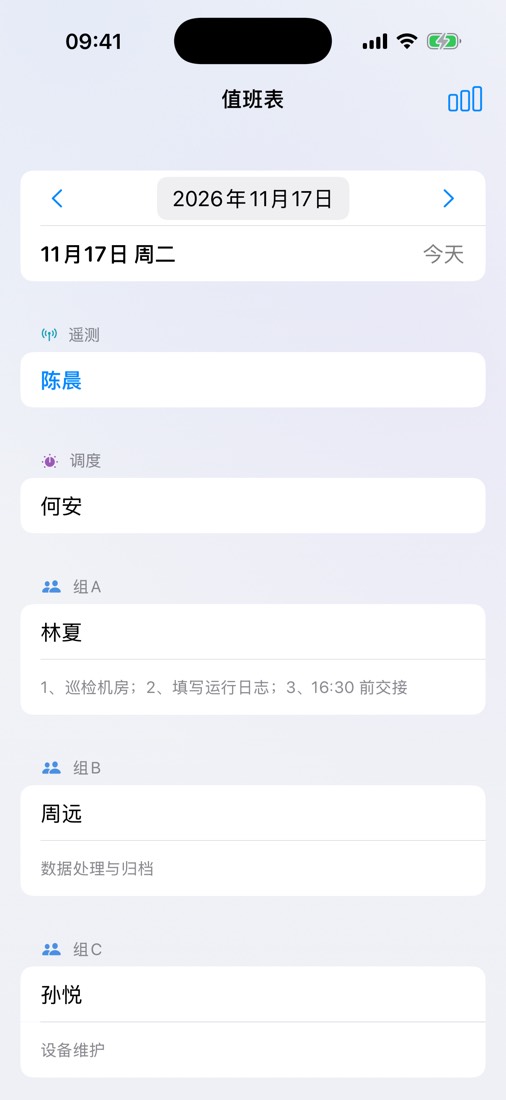 09:41
值班表
2026年11月17日
11月17日 周二 今天
遥测
陈晨
调度
何安
组A
林夏
1、巡检机房；2、填写运行日志；3、16:30 前交接
组B
周远
数据处理与归档
组C
孙悦
设备维护